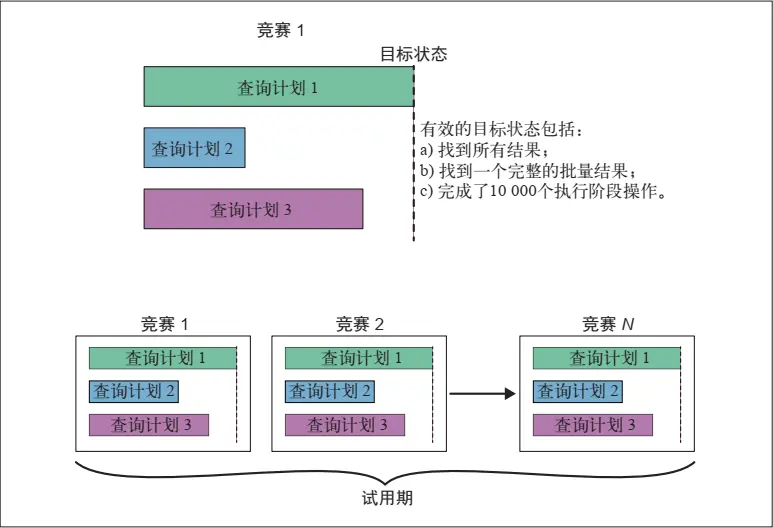 竞赛 1
目标状态
查询计划 1
查询计划 2
查询计划 3
有效的目标状态包括：
a) 找到所有结果；
b) 找到一个完整的批量结果；
c) 完成了10 000个执行阶段操作。
竞赛 1
查询计划 1
查询计划 2
查询计划 3
竞赛 2
查询计划 1
查询计划 2
查询计划 3
竞赛 N
查询计划 1
查询计划 2
查询计划 3
试用期